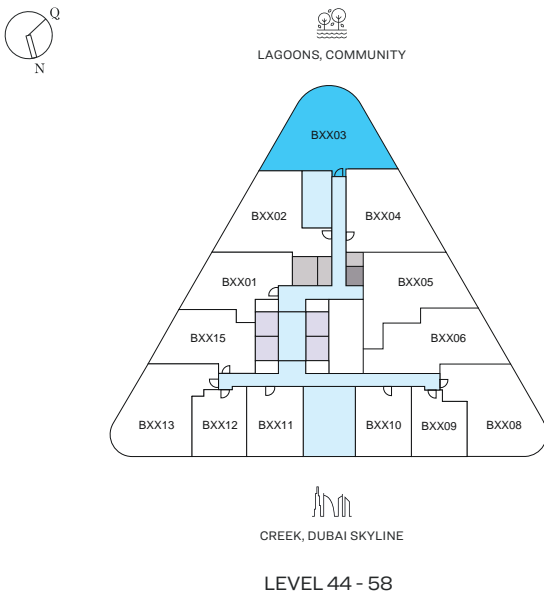 Q
N
LAGOONS, COMMUNITY
BXX03
BXX02
BXX04
BXX01
BXX05
BXX15
BXX06
BXX13
BXX12
BXX11
BXX10
BXX09
BXX08
CREEK, DUBAI SKYLINE
LEVEL 44 - 58